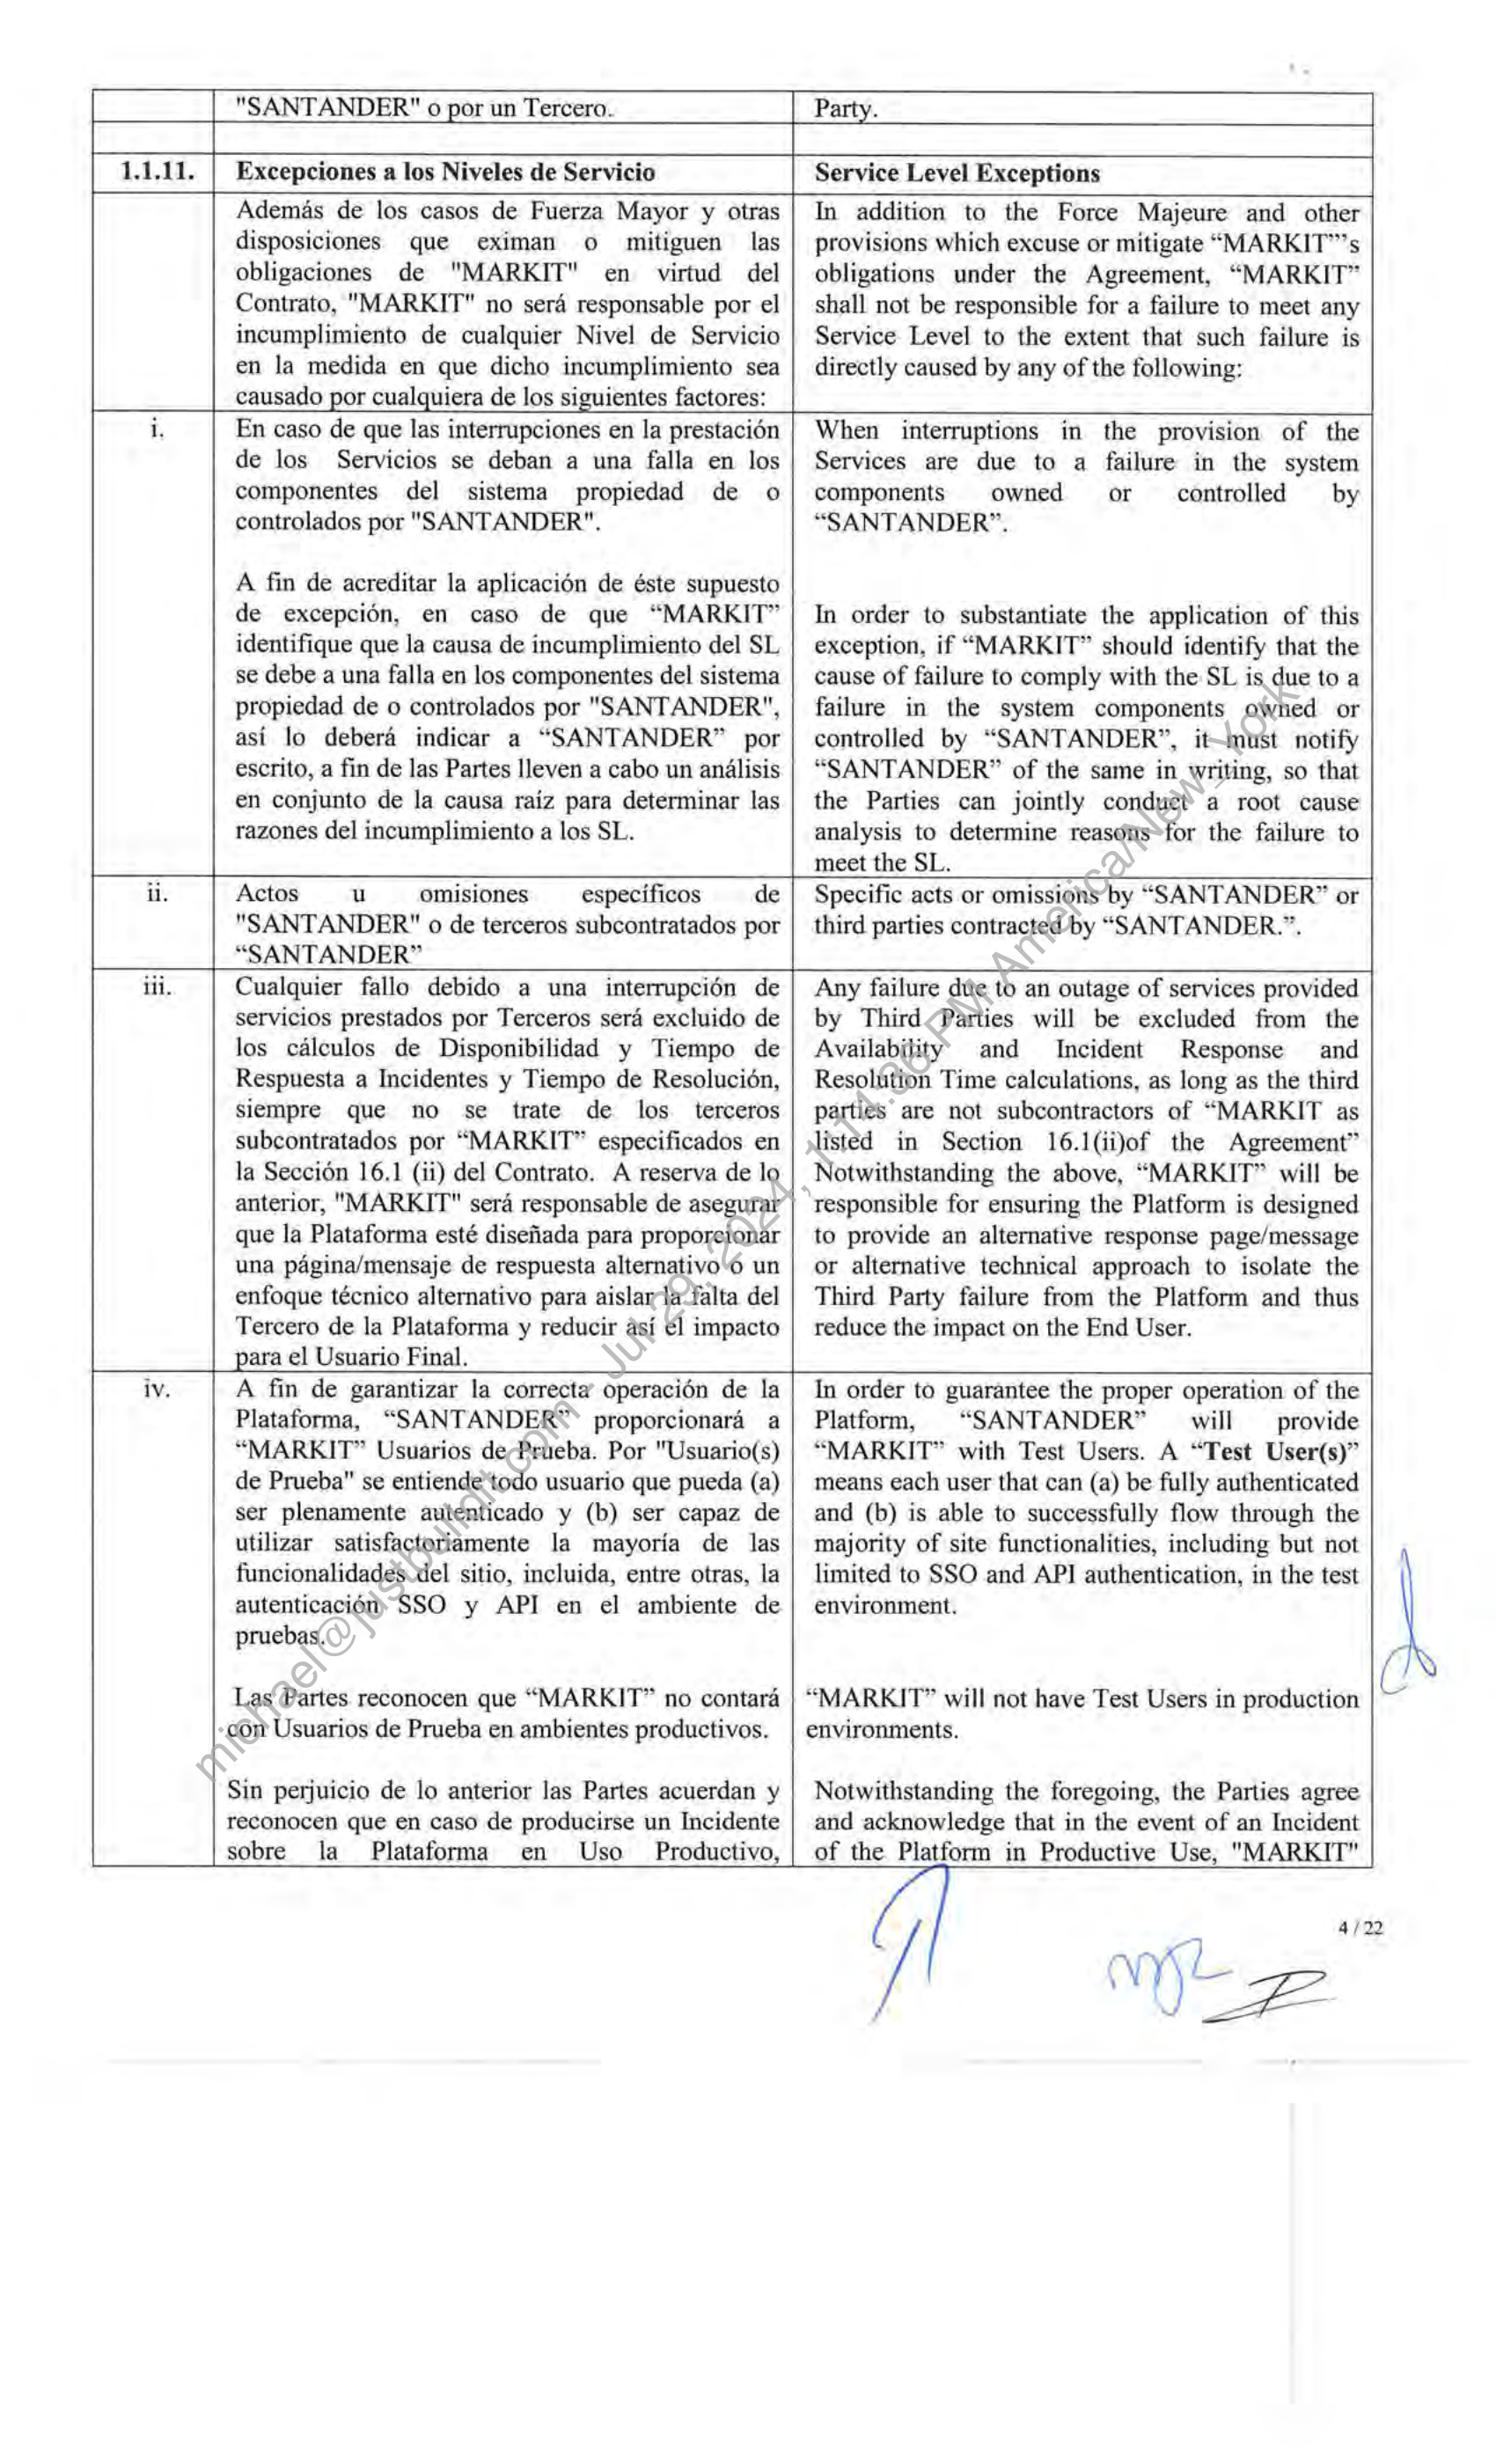 "SANTANDER" o por un Tercero.
Party.
1.1.11.
Excepciones a los Niveles de Servicio
Service Level Exceptions
Además de los casos de Fuerza Mayor y otras
disposiciones que eximan o mitiguen las
obligaciones de "MARKIT" en virtud del
Contrato, "MARKIT" no será responsable por el
incumplimiento de cualquier Nivel de Servicio
en la medida en que dicho incumplimiento sea
causado por cualquiera de los siguientes factores:
In addition to the Force Majeure and other
provisions which excuse or mitigate “MARKIT”'s
obligations under the Agreement, “MARKIT”
shall not be responsible for a failure to meet any
Service Level to the extent that such failure is
directly caused by any of the following:
i.
En caso de que las interrupciones en la prestación
de los Servicios se deban a una falla en los
componentes del sistema propiedad de o
controlados por "SANTANDER".
A fin de acreditar la aplicación de éste supuesto
de excepción, en caso de que “MARKIT”
identifique que la causa de incumplimiento del SL
se debe a una falla en los componentes del sistema
propiedad de o controlados por "SANTANDER",
así lo deberá indicar a “SANTANDER” por
escrito, a fin de las Partes lleven a cabo un análisis
en conjunto de la causa raíz para determinar las
razones del incumplimiento a los SL.
When interruptions in the provision of the
Services are due to a failure in the system
components owned or controlled by
“SANTANDER”.
In order to substantiate the application of this
exception, if “MARKIT” should identify that the
cause of failure to comply with the SL is due to a
failure in the system components owned or
controlled by “SANTANDER”, it must notify
“SANTANDER” of the same in writing, so that
the Parties can jointly conduct a root cause
analysis to determine reasons for the failure to
meet the SL.
ii.
Actos u omisiones específicos de
"SANTANDER" o de terceros subcontratados por
“SANTANDER”
Specific acts or omissions by “SANTANDER” or
third parties contracted by “SANTANDER.”.
iii.
Cualquier fallo debido a una interrupción de
servicios prestados por Terceros será excluido de
los cálculos de Disponibilidad y Tiempo de
Respuesta a Incidentes y Tiempo de Resolución,
siempre que no se trate de los terceros
subcontratados por “MARKIT” especificados en
la Sección 16.1 (ii) del Contrato. A reserva de lo
anterior, "MARKIT" será responsable de asegurar
que la Plataforma esté diseñada para proporcionar
una página/mensaje de respuesta alternativo o un
enfoque técnico alternativo para aislar la falta del
Tercero de la Plataforma y reducir así el impacto
para el Usuario Final.
Any failure due to an outage of services provided
by Third Parties will be excluded from the
Availability and Incident Response and
Resolution Time calculations, as long as the third
parties are not subcontractors of “MARKIT as
listed in Section 16.1(ii)of the Agreement”
Notwithstanding the above, “MARKIT” will be
responsible for ensuring the Platform is designed
to provide an alternative response page/message
or alternative technical approach to isolate the
Third Party failure from the Platform and thus
reduce the impact on the End User.
iv.
A fin de garantizar la correcta operación de la
Plataforma, “SANTANDER” proporcionará a
“MARKIT” Usuarios de Prueba. Por "Usuario(s)
de Prueba" se entiende todo usuario que pueda (a)
ser plenamente autenticado y (b) ser capaz de
utilizar satisfactoriamente la mayoría de las
funcionalidades del sitio, incluida, entre otras, la
autenticación SSO y API en el ambiente de
pruebas.
Las Partes reconocen que “MARKIT” no contará
con Usuarios de Prueba en ambientes productivos.
Sin perjuicio de lo anterior las Partes acuerdan y
reconocen que en caso de producirse un Incidente
sobre la Plataforma en Uso Productivo,
In order to guarantee the proper operation of the
Platform, “SANTANDER” will provide
“MARKIT” with Test Users. A “Test User(s)”
means each user that can (a) be fully authenticated
and (b) is able to successfully flow through the
majority of site functionalities, including but not
limited to SSO and API authentication, in the test
environment.
“MARKIT” will not have Test Users in production
environments.
Notwithstanding the foregoing, the Parties agree
and acknowledge that in the event of an Incident
of the Platform in Productive Use, "MARKIT"
michael@justbuildit.com - Jul 29, 2024, 1:14:36 PM America/New_York
4 / 22